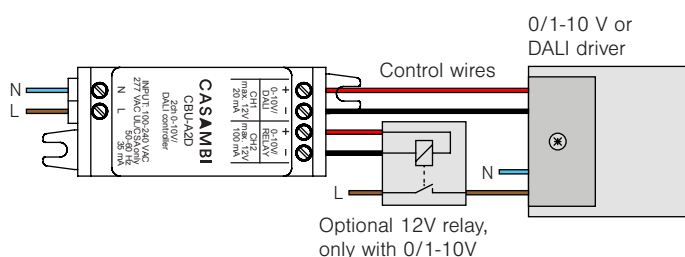 0/1-10 V or
DALI driver
Control wires
N
L
N
L
INPUT: 100-240 VAC
277 VAC UL/CSA only
50-60 Hz
35 mA
2ch 0-10V/
DALI controller
CBU-A2D
CASAMBI
0-10V/
DALI
CH1
max. 12V
20 mA
+
−
0-10V/
RELAY
CH2
max. 12V
100 mA
+
−
N
L
Optional 12V relay,
only with 0/1-10V